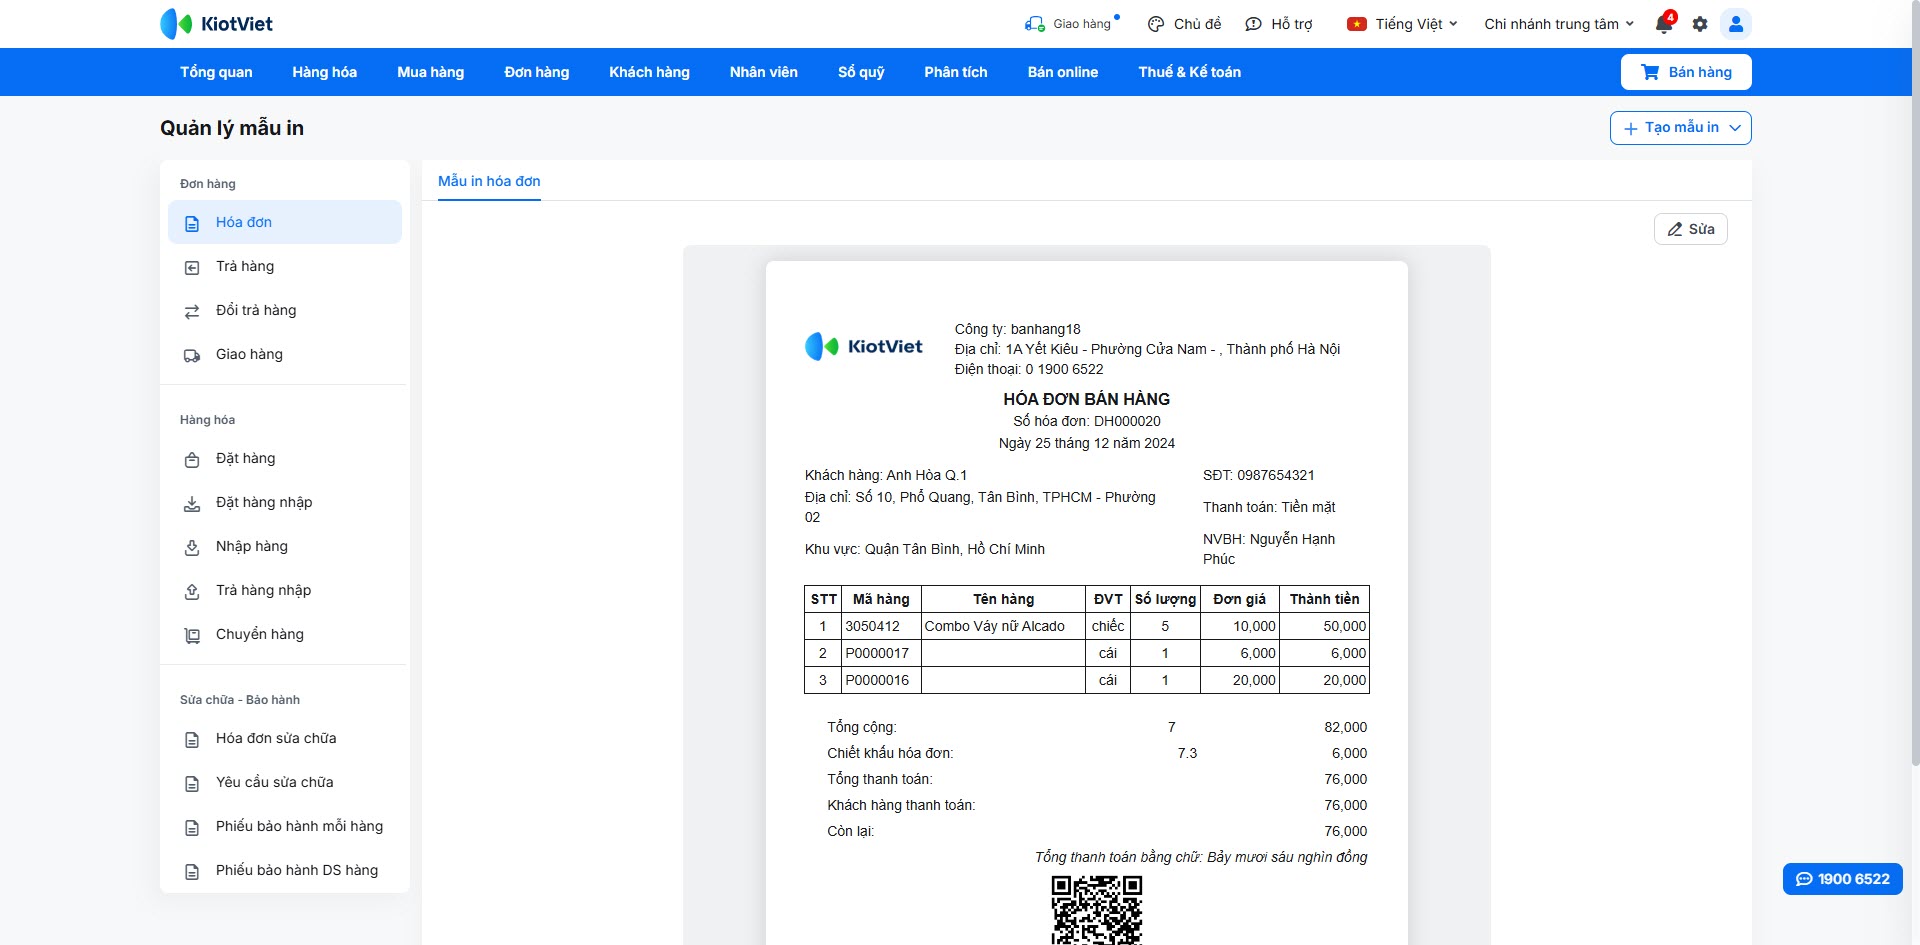 KiotViet
Giao hàng
Chủ đề
Hỗ trợ
Tiếng Việt
Chi nhánh trung tâm
4
Tổng quan
Hàng hóa
Mua hàng
Đơn hàng
Khách hàng
Nhân viên
Sổ quỹ
Phân tích
Bán online
Thuế & Kế toán
Bán hàng
Quản lý mẫu in
Tạo mẫu in
Đơn hàng
Hóa đơn
Trả hàng
Đổi trả hàng
Giao hàng
Hàng hóa
Đặt hàng
Đặt hàng nhập
Nhập hàng
Trả hàng nhập
Chuyển hàng
Sửa chữa - Bảo hành
Hóa đơn sửa chữa
Yêu cầu sửa chữa
Phiếu bảo hành mỗi hàng
Phiếu bảo hành DS hàng
Mẫu in hóa đơn
Sửa
KiotViet
Công ty: banhang18
Địa chỉ: 1A Yết Kiêu - Phường Cửa Nam - , Thành phố Hà Nội
Điện thoại: 0 1900 6522
HÓA ĐƠN BÁN HÀNG
Số hóa đơn: DH000020
Ngày 25 tháng 12 năm 2024
Khách hàng: Anh Hòa Q.1
Địa chỉ: Số 10, Phổ Quang, Tân Bình, TPHCM - Phường
02
Khu vực: Quận Tân Bình, Hồ Chí Minh
SĐT: 0987654321
Thanh toán: Tiền mặt
NVBH: Nguyễn Hạnh
Phúc
STT Mã hàng Tên hàng ĐVT Số lượng Đơn giá Thành tiền
1 3050412 Combo Váy nữ Alcado chiếc 5 10,000 50,000
2 P0000017 cái 1 6,000 6,000
3 P0000016 cái 1 20,000 20,000
Tổng cộng: 7 82,000
Chiết khấu hóa đơn: 7.3 6,000
Tổng thanh toán: 76,000
Khách hàng thanh toán: 76,000
Còn lại: 76,000
Tổng thanh toán bằng chữ: Bảy mươi sáu nghìn đồng
1900 6522